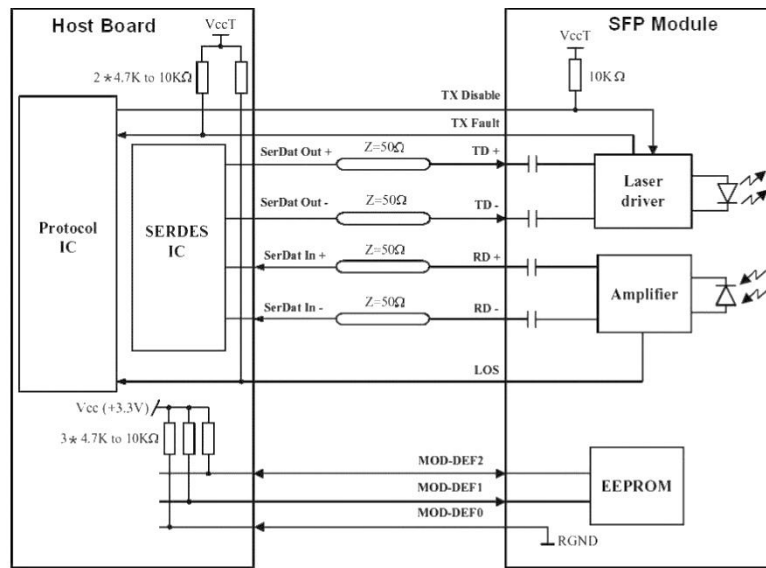 Host Board
SFP Module
VccT
VccT
2*4.7K to 10KΩ
10KΩ
TX Disable
TX Fault
SerDat Out +
Z=50Ω
TD +
SerDat Out -
Z=50Ω
TD -
Laser
driver
Protocol
IC
SERDES
IC
SerDat In +
Z=50Ω
RD +
SerDat In -
Z=50Ω
RD -
Amplifier
LOS
Vcc (+3.3V)
3*4.7K to 10KΩ
MOD-DEF2
MOD-DEF1
MOD-DEF0
EEPROM
RGND